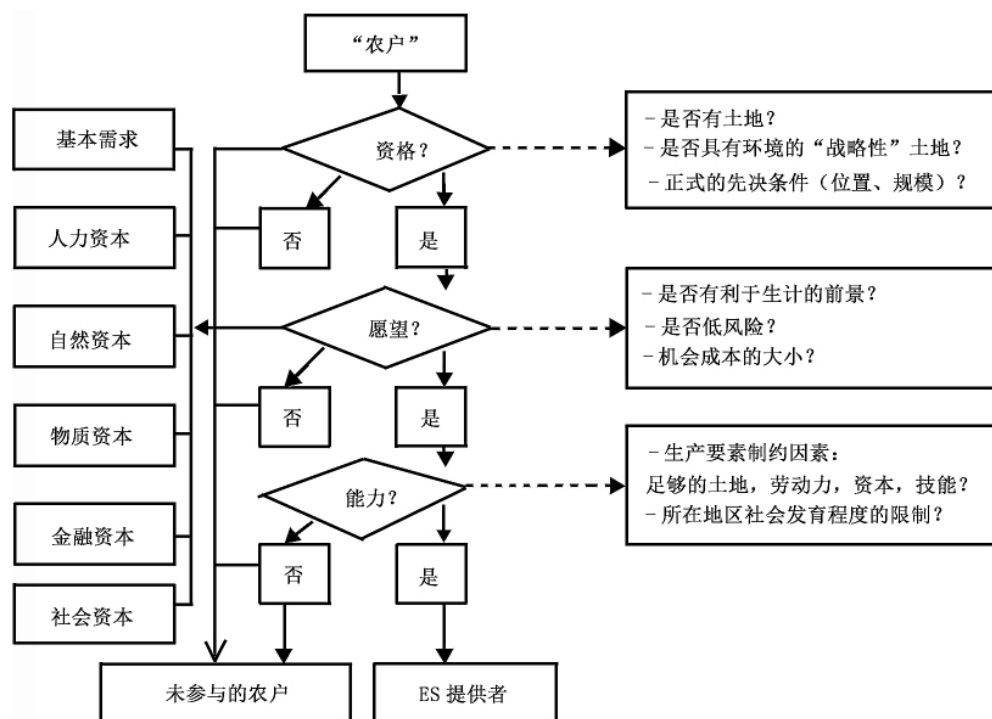 “农户”
基本需求
人力资本
自然资本
物质资本
金融资本
社会资本
资格？
否
是
愿望？
否
是
能力？
否
是
未参与的农户
ES 提供者
-是否有土地？
-是否具有环境的“战略性”土地？
-正式的先决条件（位置、规模）？
-是否有利于生计的前景？
-是否低风险？
-机会成本的大小？
-生产要素制约因素：
足够的土地，劳动力，资本，技能？
-所在地区社会发育程度的限制？